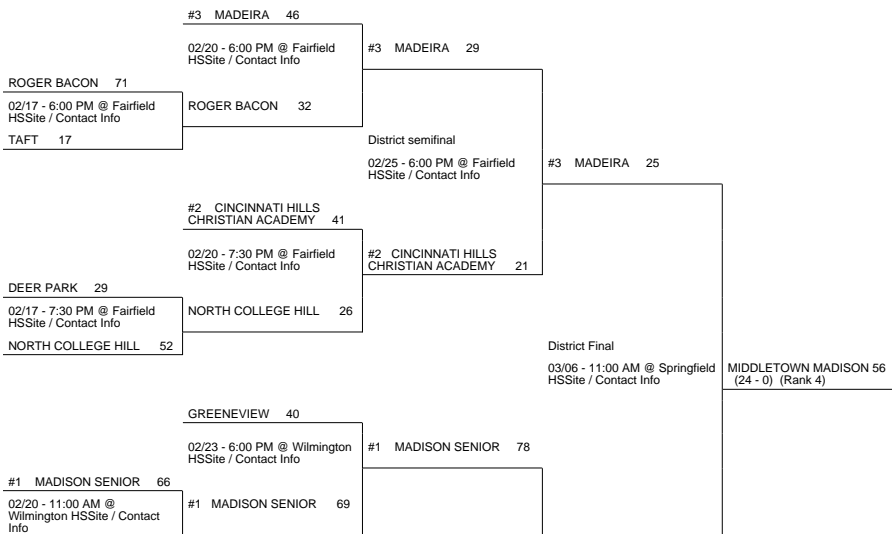 #3 MADEIRA 46
02/20 - 6:00 PM @ Fairfield
HSSite / Contact Info
#3 MADEIRA 29
ROGER BACON 71
02/17 - 6:00 PM @ Fairfield
HSSite / Contact Info
ROGER BACON 32
TAFT 17
District semifinal
02/25 - 6:00 PM @ Fairfield
HSSite / Contact Info
#3 MADEIRA 25
#2 CINCINNATI HILLS
CHRISTIAN ACADEMY 41
02/20 - 7:30 PM @ Fairfield
HSSite / Contact Info
#2 CINCINNATI HILLS
CHRISTIAN ACADEMY 21
DEER PARK 29
02/17 - 7:30 PM @ Fairfield
HSSite / Contact Info
NORTH COLLEGE HILL 26
NORTH COLLEGE HILL 52
District Final
03/06 - 11:00 AM @ Springfield
HSSite / Contact Info
MIDDLETOWN MADISON 56
(24 - 0) (Rank 4)
GREENEVIEW 40
02/23 - 6:00 PM @ Wilmington
HSSite / Contact Info
#1 MADISON SENIOR 78
#1 MADISON SENIOR 66
02/20 - 11:00 AM @
Wilmington HSSite / Contact
Info
#1 MADISON SENIOR 69